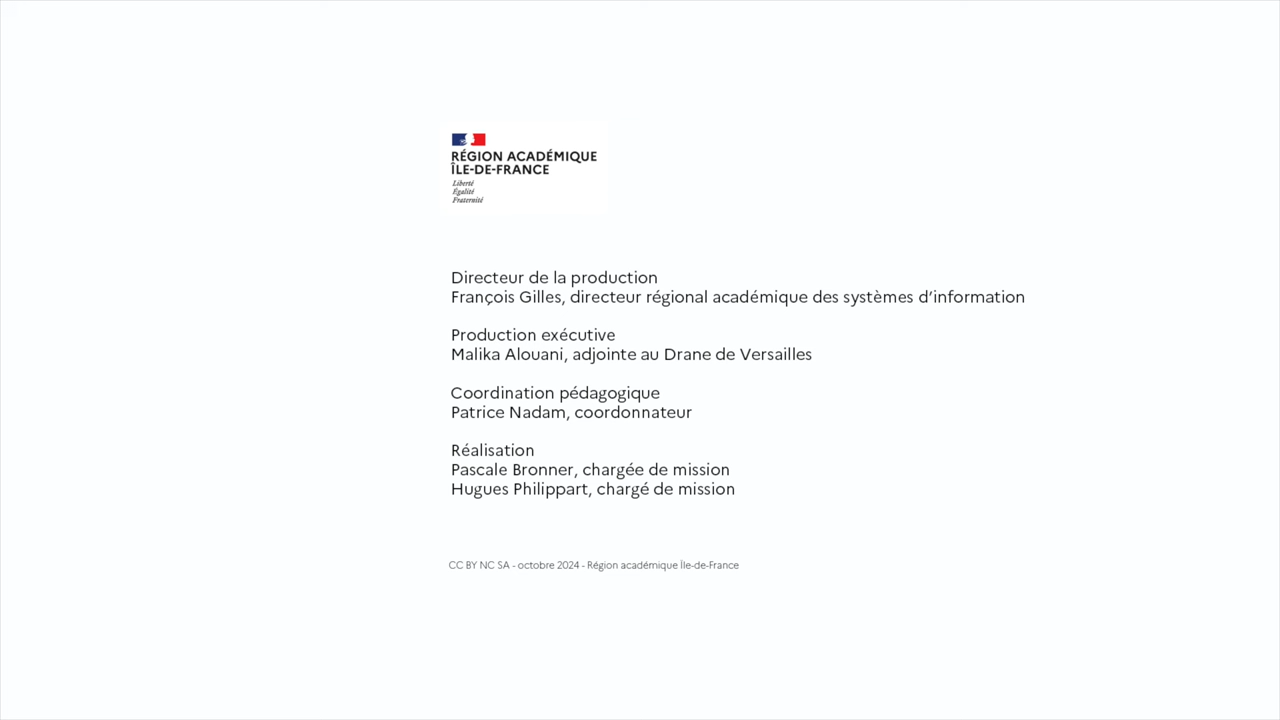 RÉGION ACADÉMIQUE
ÎLE-DE-FRANCE
Liberté
Égalité
Fraternité
Directeur de la production
François Gilles, directeur régional académique des systèmes d’information
Production exécutive
Malika Alouani, adjointe au Drane de Versailles
Coordination pédagogique
Patrice Nadam, coordonnateur
Réalisation
Pascale Bronner, chargée de mission
Hugues Philippart, chargé de mission
CC BY NC SA - octobre 2024 - Région académique Île-de-France